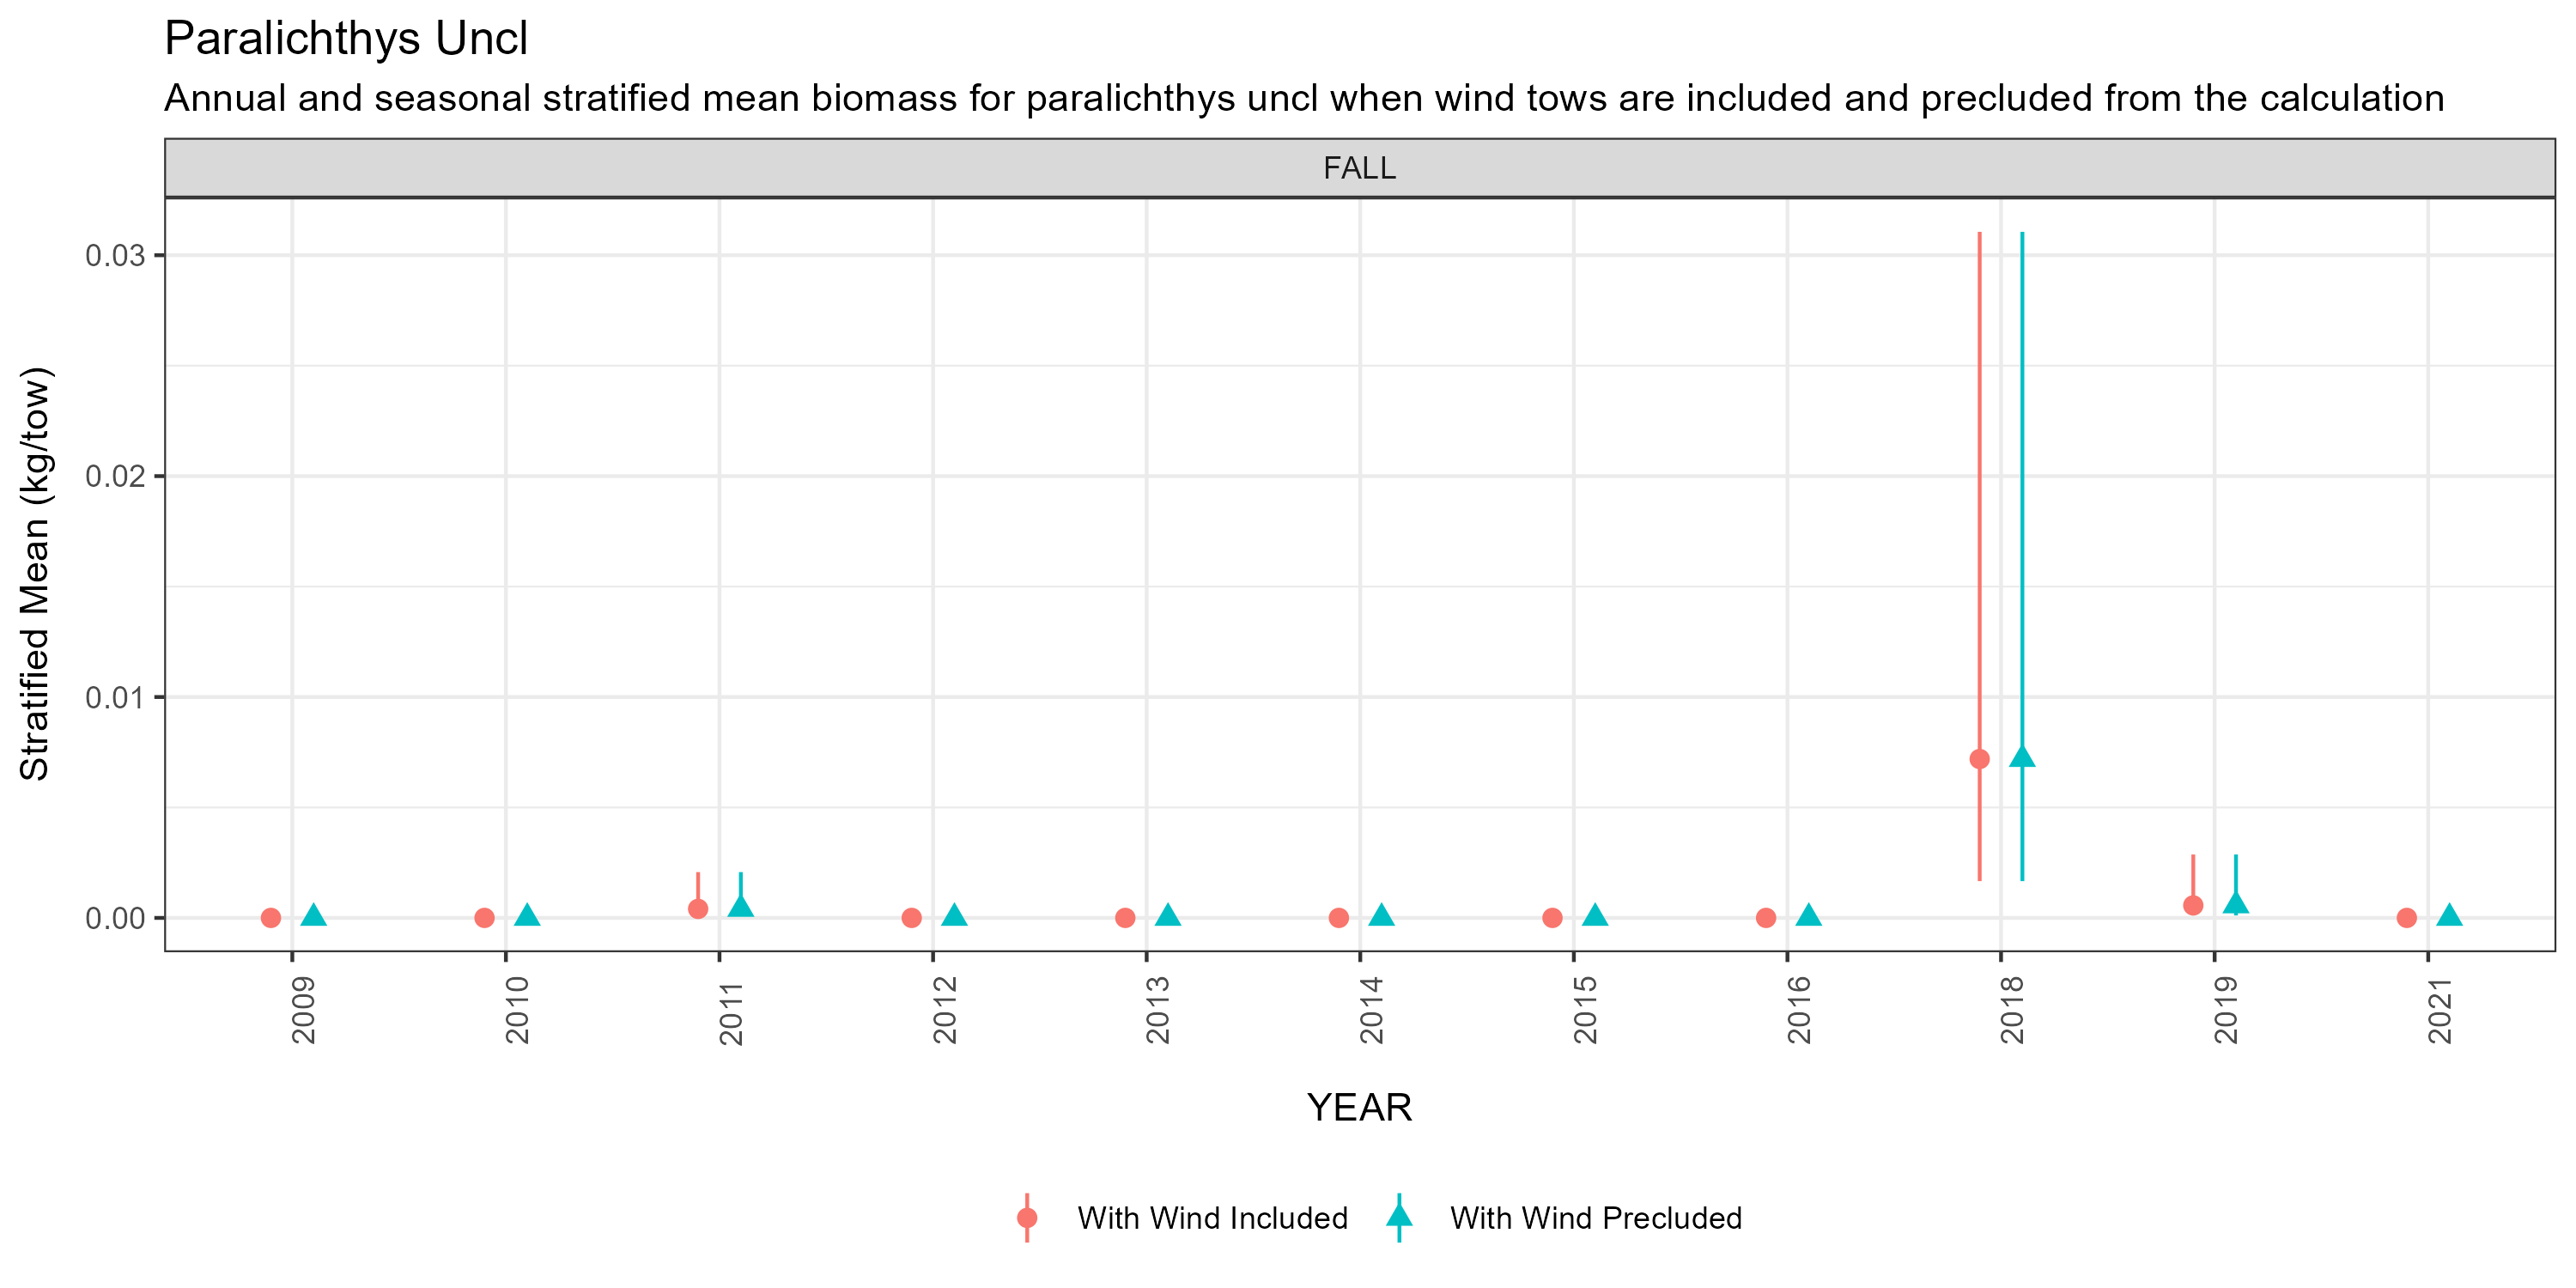 Paralichthys Uncl
Annual and seasonal stratified mean biomass for paralichthys uncl when wind tows are included and precluded from the calculation
FALL
Stratified Mean (kg/tow)
0.03
0.02
0.01
0.00
2009
2010
2011
2012
2013
2014
2015
2016
2018
2019
2021
YEAR
With Wind Included
With Wind Precluded